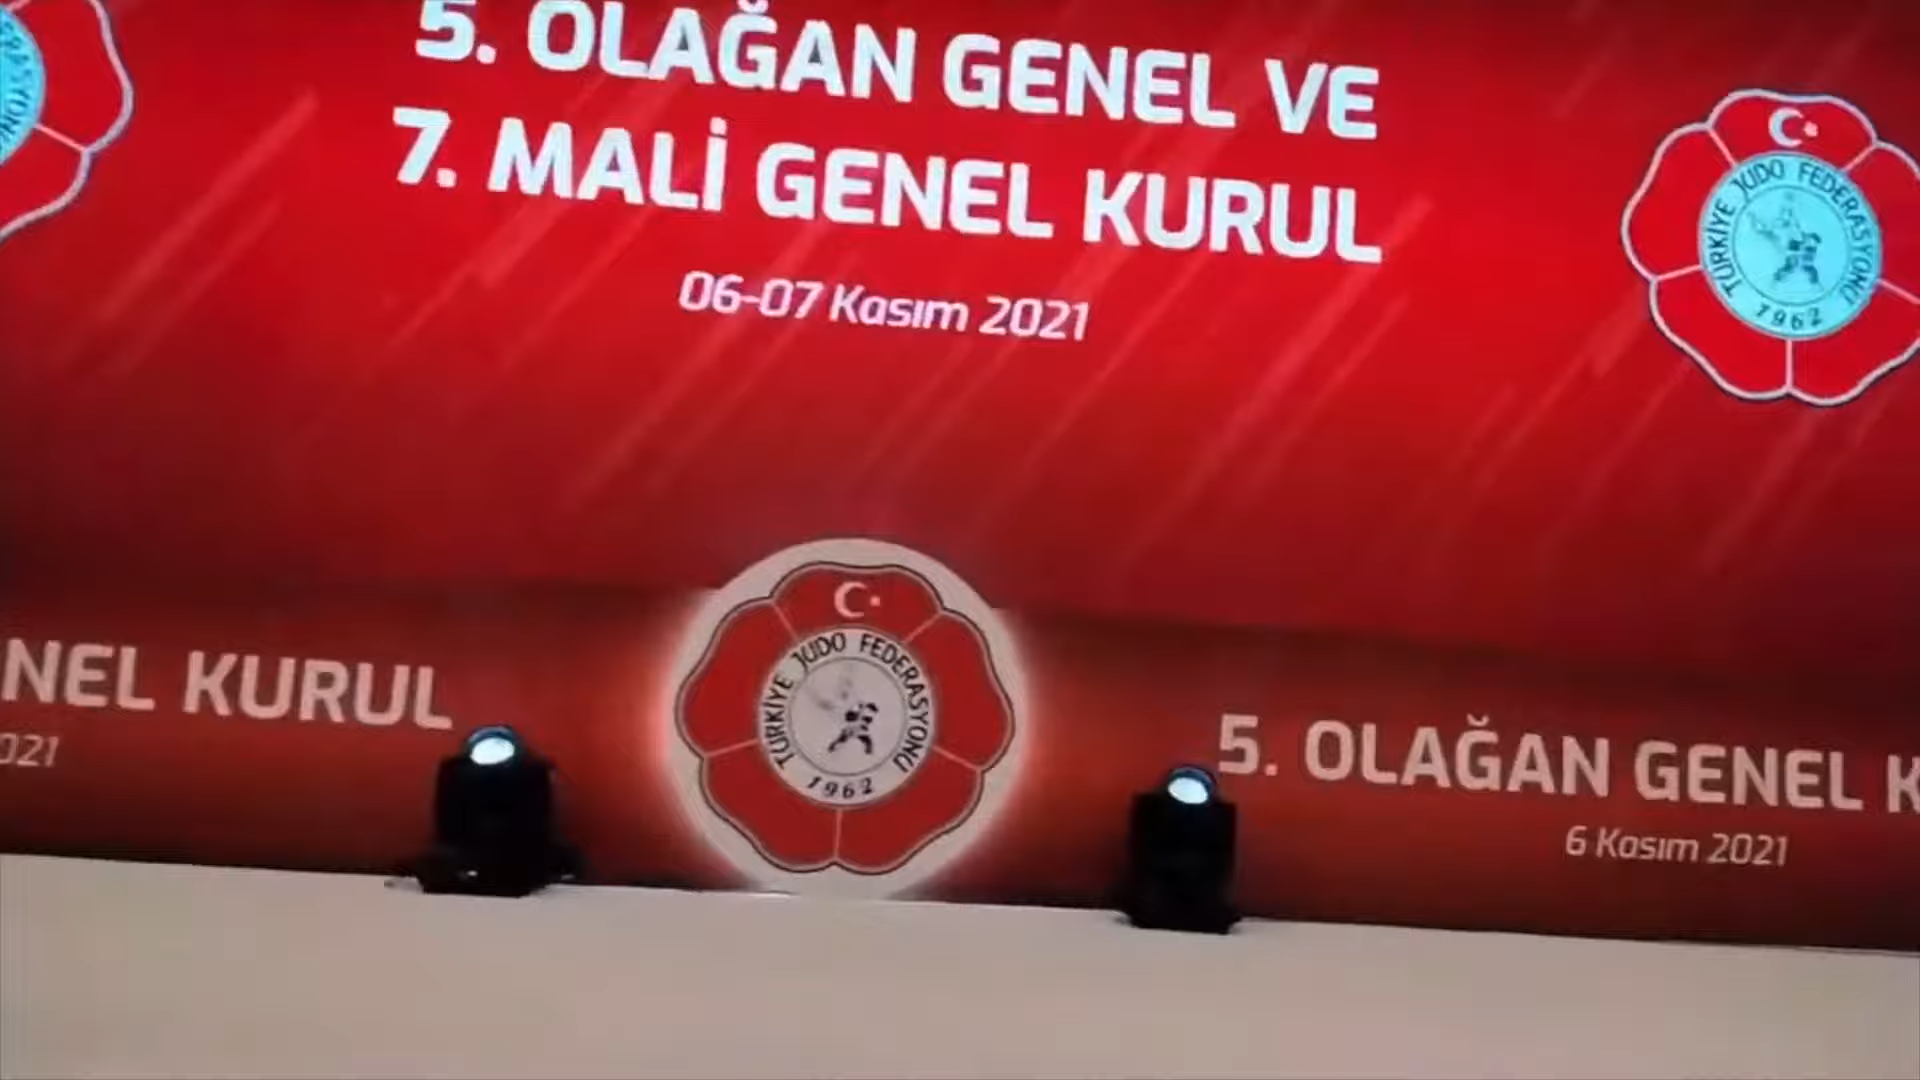 5. OLAĞAN GENEL VE
7. MALİ GENEL KURUL
06-07 Kasım 2021
TÜRKİYE JUDO FEDERASYONU
1962
TÜRKİYE JUDO FEDERASYONU
1962
NEL KURUL
021
5. OLAĞAN GENEL K
6 Kasım 2021